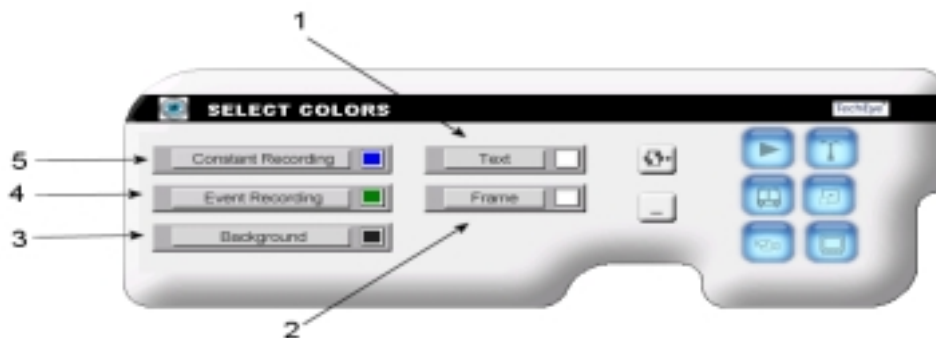 1
SELECT COLORS
TechEye
5 Constant Recording Text
4 Event Recording Frame
3 Background
2